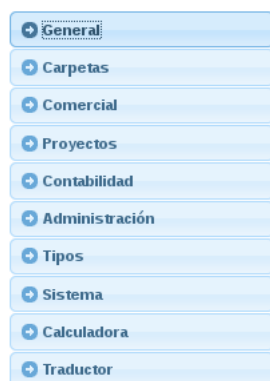 General
Carpetas
Comercial
Proyectos
Contabilidad
Administración
Tipos
Sistema
Calculadora
Traductor